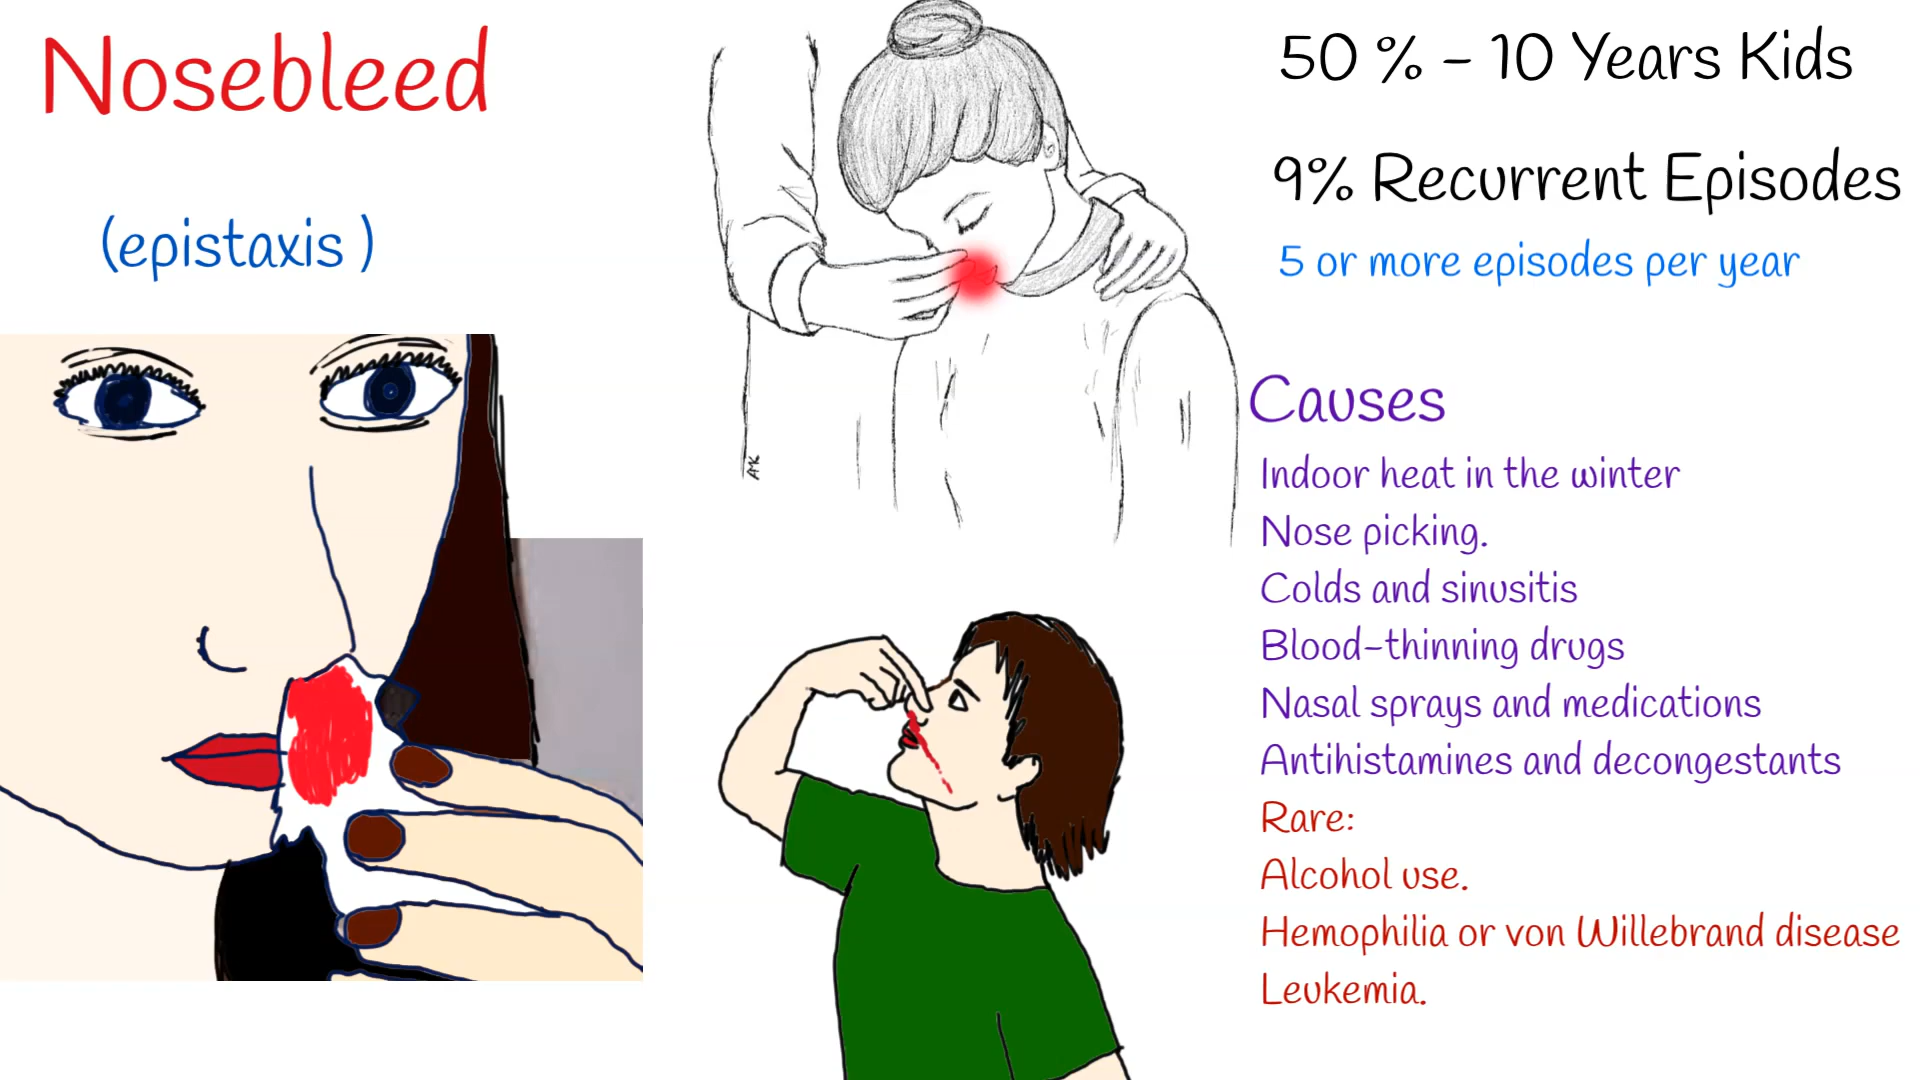 Nosebleed
(epistaxis )
50 % - 10 Years Kids
9% Recurrent Episodes
5 or more episodes per year
Causes
Indoor heat in the winter
Nose picking.
Colds and sinusitis
Blood-thinning drugs
Nasal sprays and medications
Antihistamines and decongestants
Rare:
Alcohol use.
Hemophilia or von Willebrand disease
Leukemia.